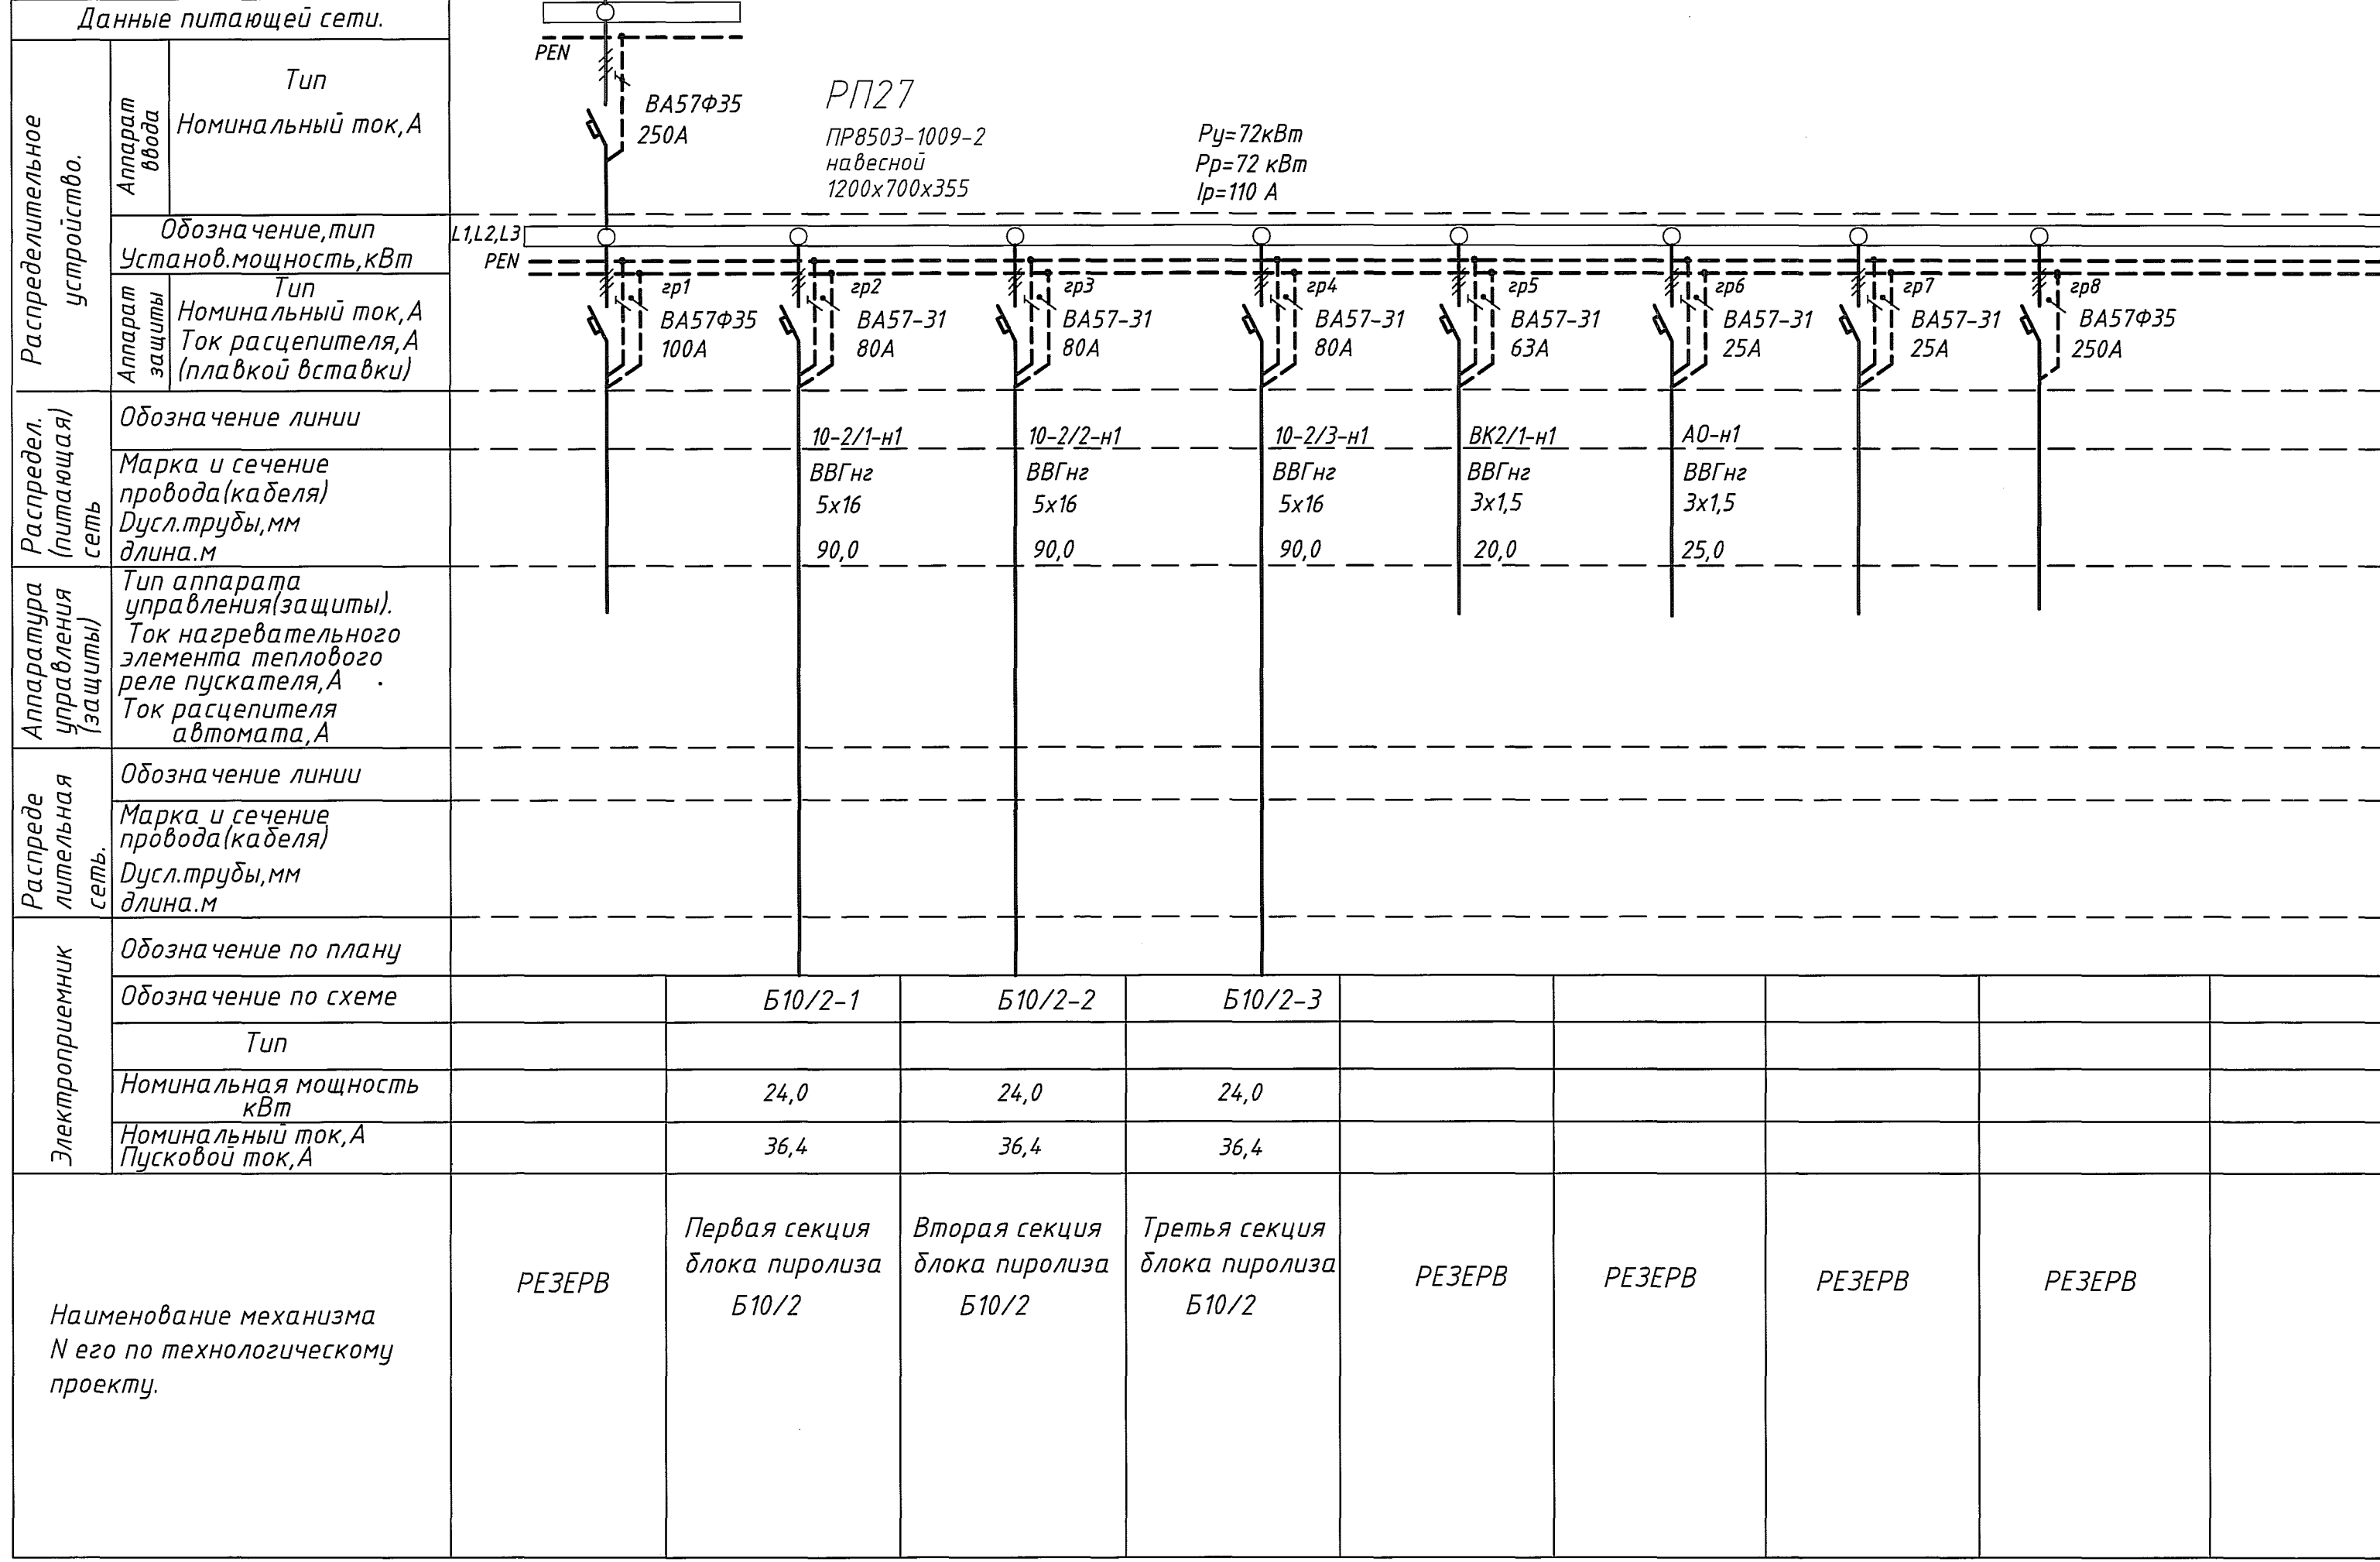 Данные питающей сети.
PEN
Распределительное
устройство.
Аппарат
ввода
Тип
Номинальный ток,А
ВА57Ф35
250А
РП27
ПР8503-1009-2
навесной
1200х700х355
Ру=72кВт
Рр=72 кВт
Iр=110 А
Обозначение,тип
Установ.мощность,кВт
L1,L2,L3
PEN
Аппарат
защиты
Тип
Номинальный ток,А
Ток расцепителя,А
(плавкой вставки)
гр1
ВА57Ф35
100А
гр2
ВА57-31
80А
гр3
ВА57-31
80А
гр4
ВА57-31
80А
гр5
ВА57-31
63А
гр6
ВА57-31
25А
гр7
ВА57-31
25А
гр8
ВА57Ф35
250А
Распредел.
(питающая)
сеть
Обозначение линии
10-2/1-н1
10-2/2-н1
10-2/3-н1
ВК2/1-н1
АО-н1
Марка и сечение
провода(кабеля)
Dусл.трубы,мм
длина.м
ВВГнг
5х16
90,0
ВВГнг
5х16
90,0
ВВГнг
5х16
90,0
ВВГнг
3х1,5
20,0
ВВГнг
3х1,5
25,0
Аппаратура
управления
(защиты)
Тип аппарата
управления(защиты).
Ток нагревательного
элемента теплового
реле пускателя,А
Ток расцепителя
автомата,А
Распреде
лительная
сеть.
Обозначение линии
Марка и сечение
провода(кабеля)
Dусл.трубы,мм
длина.м
Электроприемник
Обозначение по плану
Обозначение по схеме
Б10/2-1
Б10/2-2
Б10/2-3
Тип
Номинальная мощность
кВт
24,0
24,0
24,0
Номинальный ток,А
Пусковой ток,А
36,4
36,4
36,4
Наименование механизма
N его по технологическому
проекту.
РЕЗЕРВ
Первая секция
блока пиролиза
Б10/2
Вторая секция
блока пиролиза
Б10/2
Третья секция
блока пиролиза
Б10/2
РЕЗЕРВ
РЕЗЕРВ
РЕЗЕРВ
РЕЗЕРВ